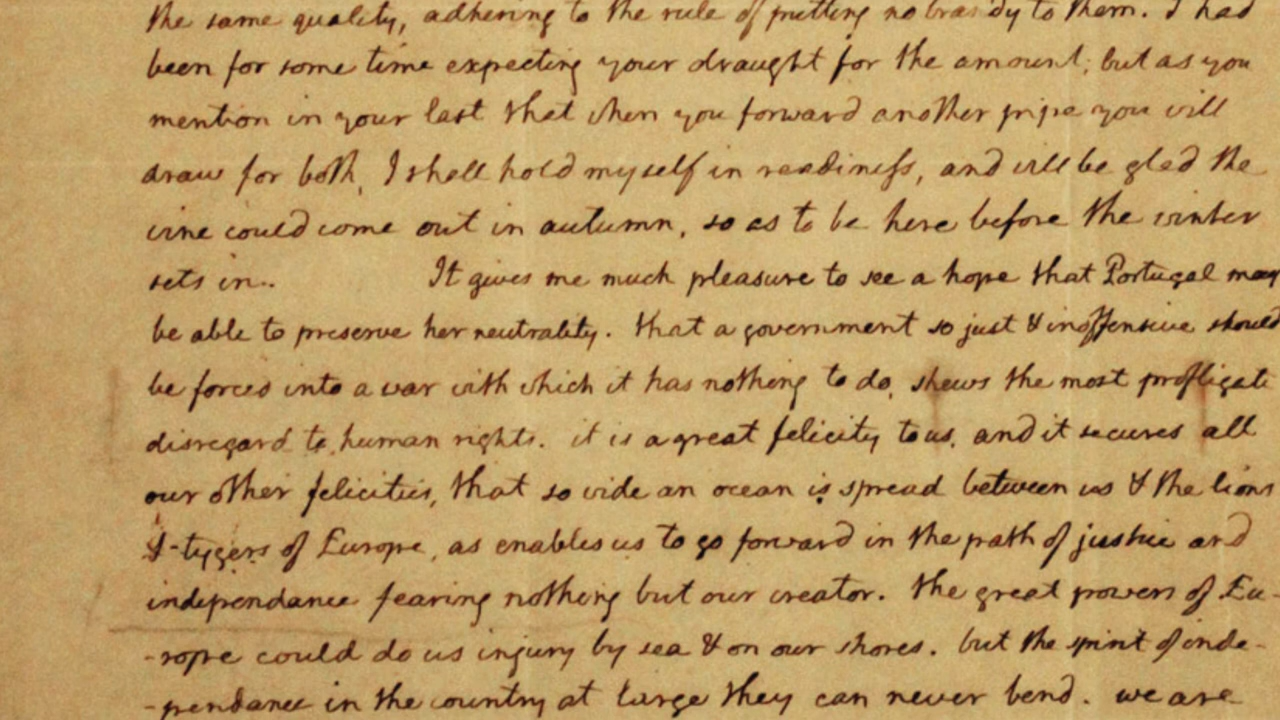 the same quality, adhering to the rule of putting no brandy to them. I had
been for some time expecting your draught for the amount; but as you
mention in your last that when you forward another pipe you will
draw for both, I shall hold myself in readiness, and will be glad the
wine could come out in autumn, so as to be here before the winter
sets in.. It gives me much pleasure to see a hope that Portugal may
be able to preserve her neutrality. that a government so just & inoffensive should
be forced into a war with which it has nothing to do, shews the most profligate
disregard to human rights. it is a great felicity to us, and it secures all
our other felicities, that so wide an ocean is spread between us & the lions
& tygers of Europe, as enables us to go forward in the path of justice and
independance fearing nothing but our creator. the great powers of Eu-
-rope could do us injury by sea & on our shores. but the spirit of inde-
-pendance in the country at large they can never bend. we are